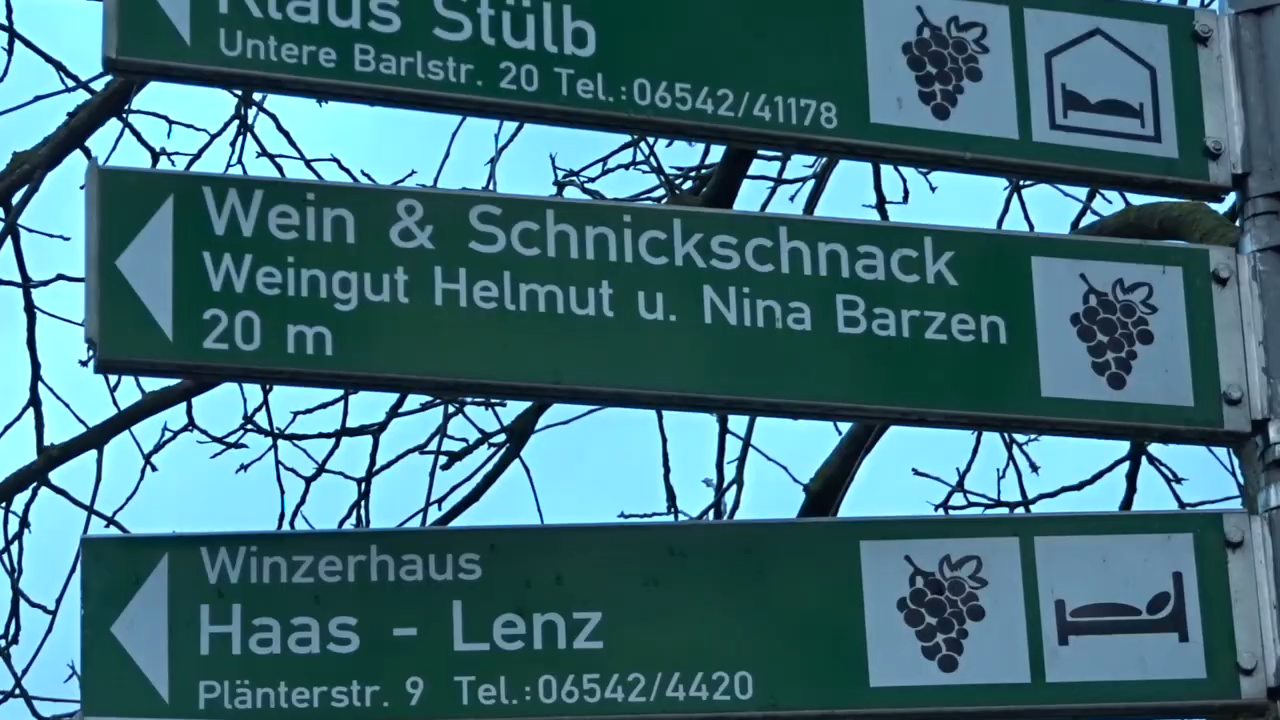 Klaus Stülb
Untere Barlstr. 20 Tel.:06542/41178
Wein & Schnickschnack
Weingut Helmut u. Nina Barzen
20 m
Winzerhaus
Haas - Lenz
Plänterstr. 9 Tel.:06542/4420